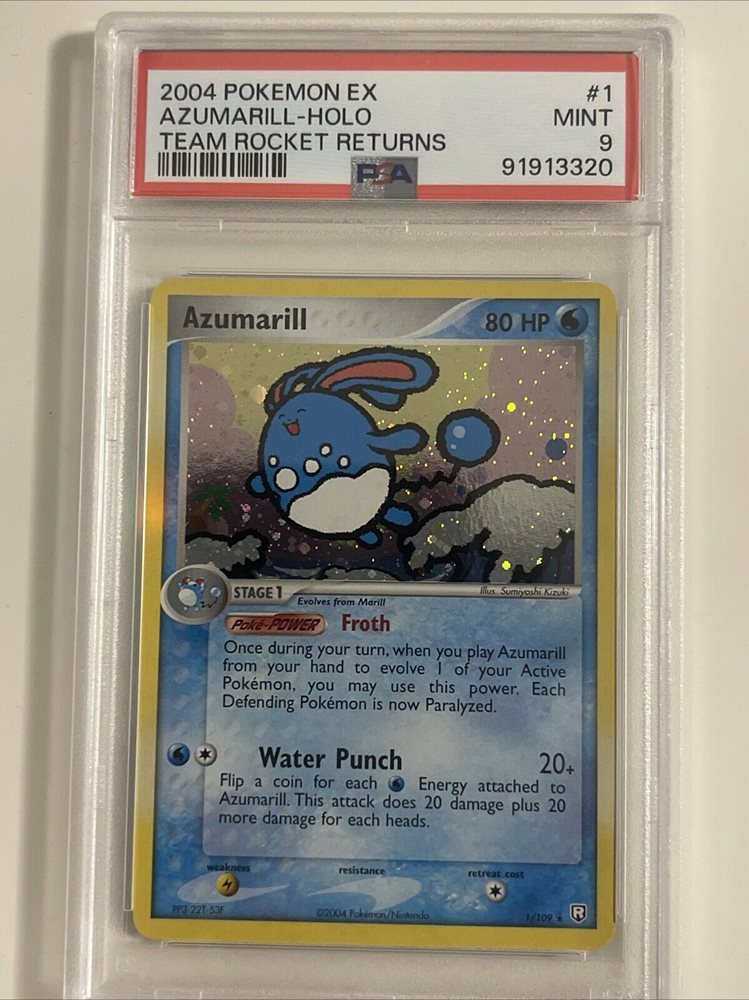 2004 POKEMON EX #1
AZUMARILL-HOLO MINT
TEAM ROCKET RETURNS 9
PSA 91913320
Azumarill 80 HP
STAGE 1 Illus. Sumiyoshi Kizuki
Evolves from Marill
Poké-POWER Froth
Once during your turn, when you play Azumarill
from your hand to evolve 1 of your Active
Pokémon, you may use this power. Each
Defending Pokémon is now Paralyzed.
Water Punch 20+
Flip a coin for each Energy attached to
Azumarill. This attack does 20 damage plus 20
more damage for each heads.
weakness resistance retreat cost
PP3-22T-53F ©2004 Pokémon/Nintendo 1/109 ★ R